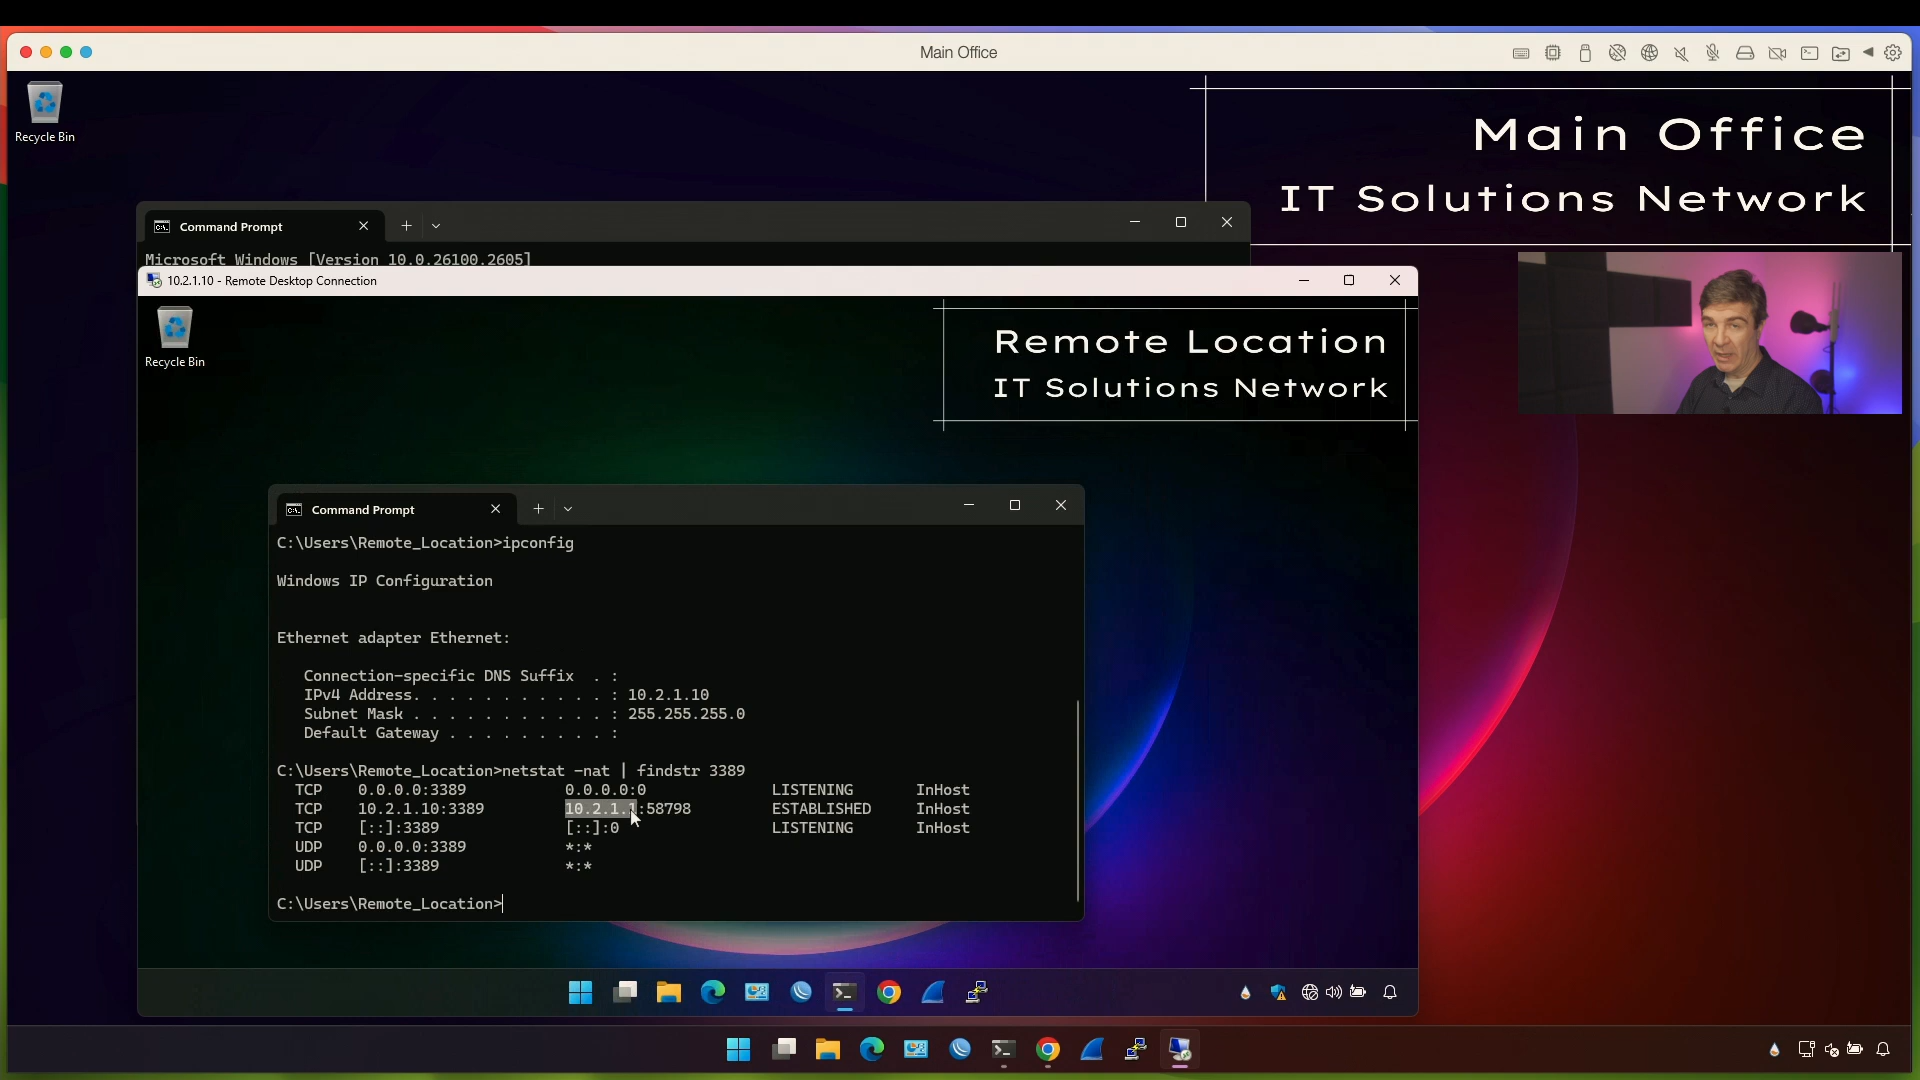 Main Office
Recycle Bin
Main Office
IT Solutions Network
Command Prompt
Microsoft Windows [Version 10.0.26100.2605]
10.2.1.10 - Remote Desktop Connection
Recycle Bin
Remote Location
IT Solutions Network
Command Prompt
C:\Users\Remote_Location>ipconfig
Windows IP Configuration
Ethernet adapter Ethernet:
Connection-specific DNS Suffix . :
IPv4 Address. . . . . . . . . . . : 10.2.1.10
Subnet Mask . . . . . . . . . . . : 255.255.255.0
Default Gateway . . . . . . . . . :
C:\Users\Remote_Location>netstat -nat | findstr 3389
TCP 0.0.0.0:3389 0.0.0.0:0 LISTENING InHost
TCP 10.2.1.10:3389 10.2.1.1:58798 ESTABLISHED InHost
TCP [::]:3389 [::]:0 LISTENING InHost
UDP 0.0.0.0:3389 *:*
UDP [::]:3389 *:*
C:\Users\Remote_Location>